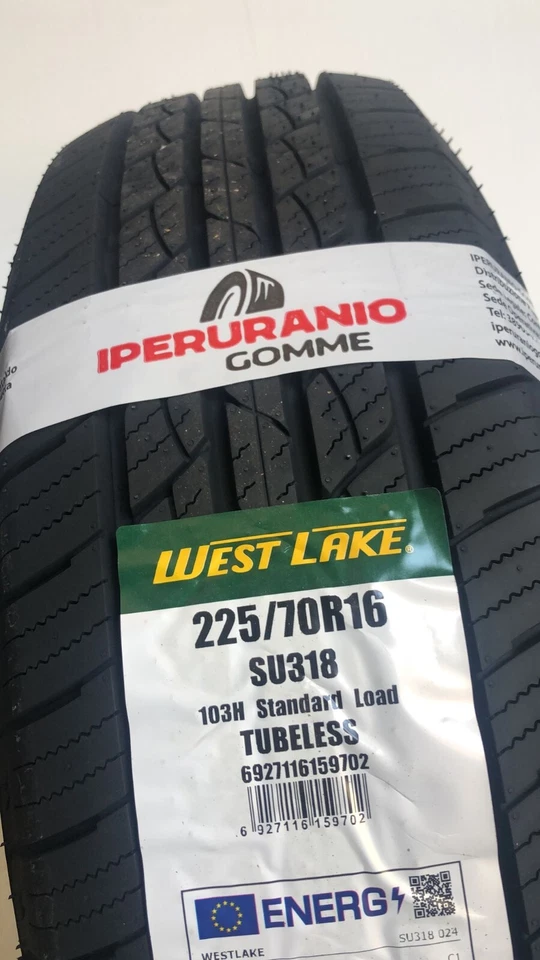 IPERURANIO
GOMME
WEST LAKE®
225/70R16
SU318
103H Standard Load
TUBELESS
6927116159702
6 927116 159702
ENERG
SU318 024
WESTLAKE
C1